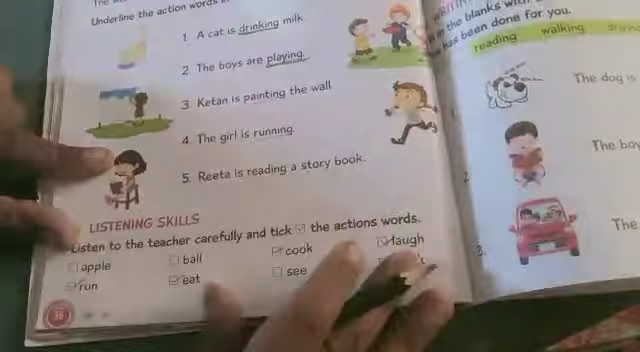 Underline the action words
1. A cat is drinking milk.
2. The boys are playing.
3. Ketan is painting the wall
4. The girl is running.
5. Reeta is reading a story book.
LISTENING SKILLS
Listen to the teacher carefully and tick ☑ the actions words.
☐ apple ☐ ball ☑ cook ☑ laugh
☑ run ☑ eat ☐ see
in the blanks
has been done for you.
reading walking
The dog is
The boy
2.
The
3.